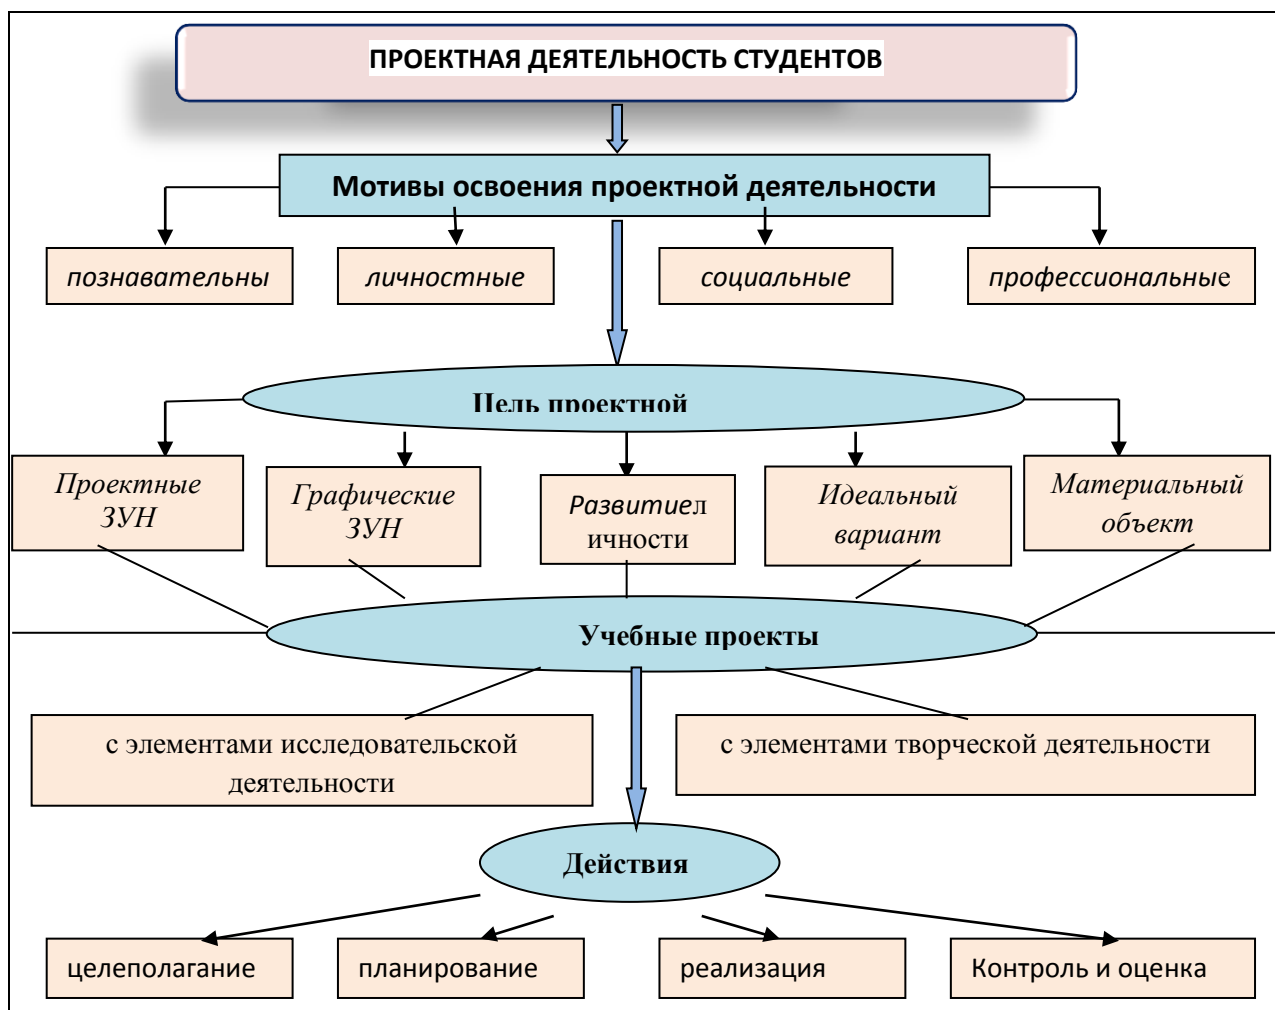 ПРОЕКТНАЯ ДЕЯТЕЛЬНОСТЬ СТУДЕНТОВ
Мотивы освоения проектной деятельности
познавательны
личностные
социальные
профессиональные
Цель проектной
Проектные
ЗУН
Графические
ЗУН
Развитиел
ичности
Идеальный
вариант
Материальный
объект
Учебные проекты
с элементами исследовательской
деятельности
с элементами творческой деятельности
Действия
целеполагание
планирование
реализация
Контроль и оценка